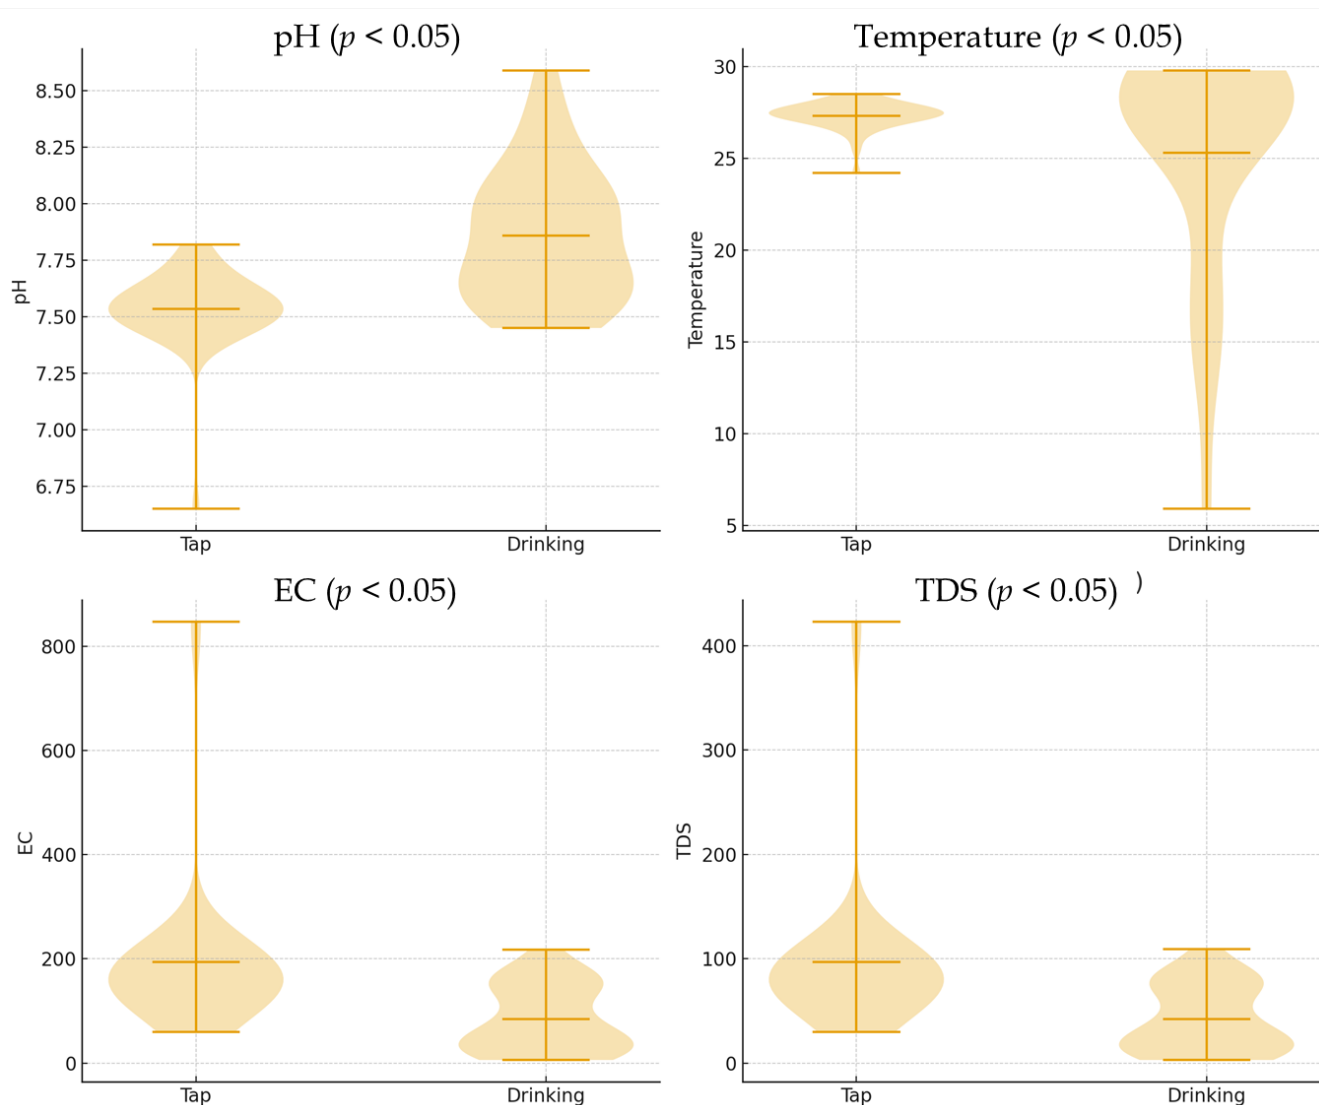 pH (p < 0.05)
8.50
8.25
8.00
7.75
7.50
7.25
7.00
6.75
pH
Tap
Drinking
Temperature (p < 0.05)
30
25
20
15
10
5
Temperature
Tap
Drinking
EC (p < 0.05)
800
600
400
200
0
EC
Tap
Drinking
TDS (p < 0.05) )
400
300
200
100
0
TDS
Tap
Drinking